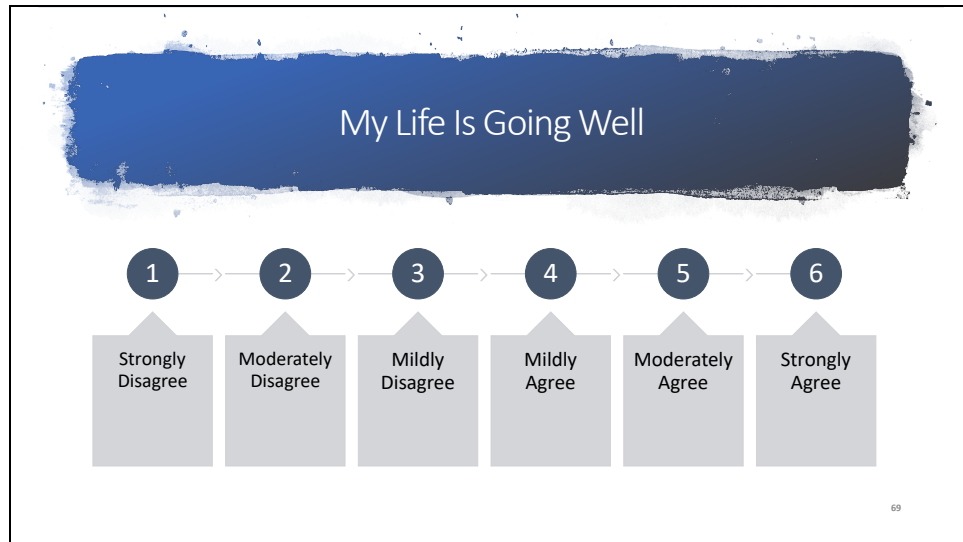 My Life Is Going Well
1
2
3
4
5
6
Strongly
Disagree
Moderately
Disagree
Mildly
Disagree
Mildly
Agree
Moderately
Agree
Strongly
Agree
69